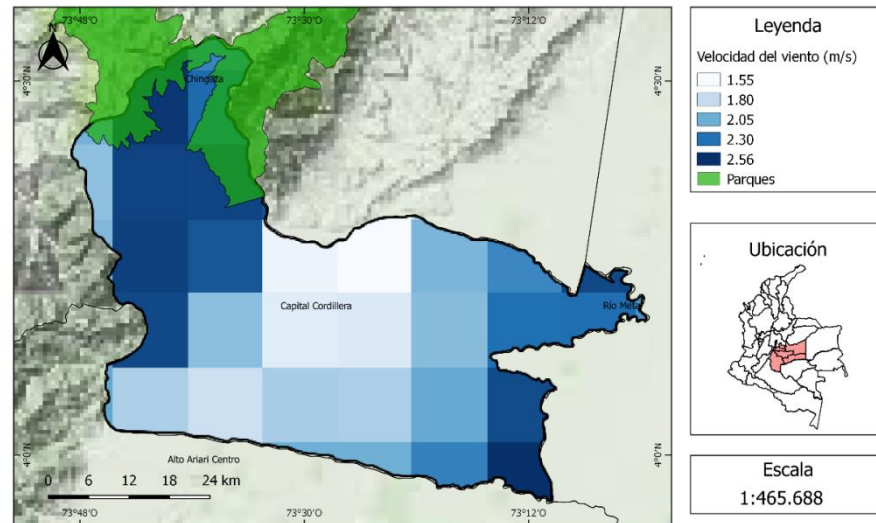 73°48'O 73°30'O 73°12'O
N
4°30'N
4°30'N
Chingaza
Capital Cordillera
Río Meta
Alto Ariari Centro
4°0'N
4°0'N
0 6 12 18 24 km
73°48'O 73°30'O 73°12'O
Leyenda
Velocidad del viento (m/s)
1.55
1.80
2.05
2.30
2.56
Parques
Ubicación
Escala
1:465.688